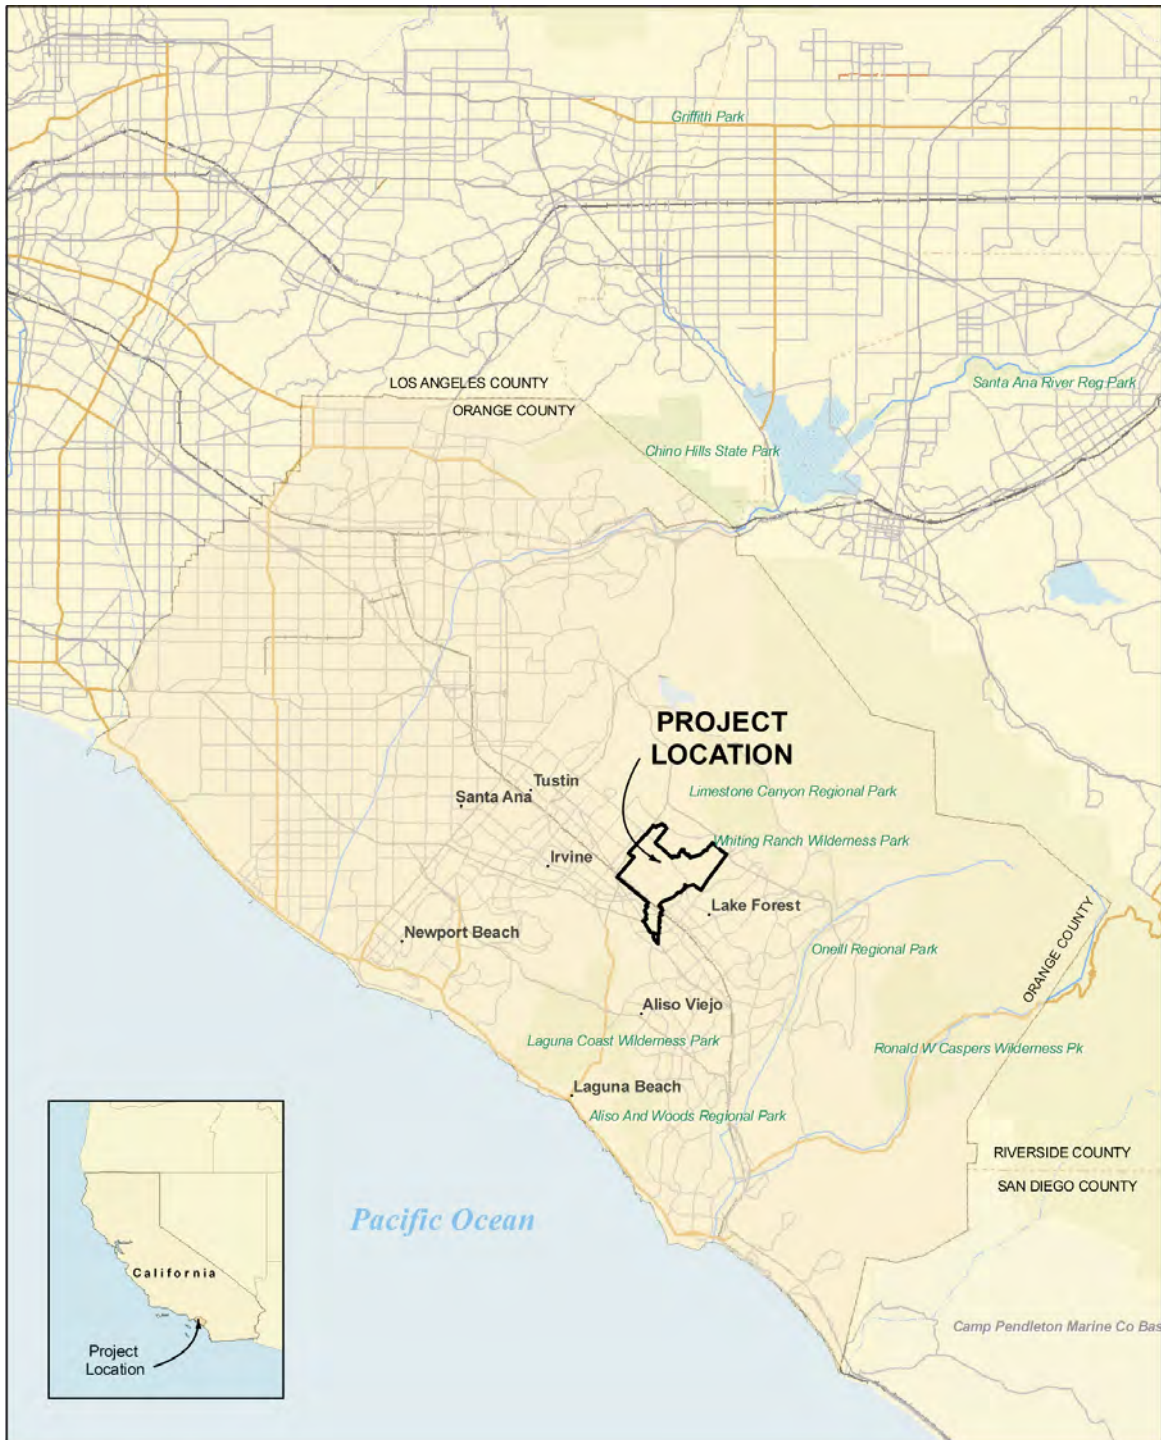 Griffith Park
LOS ANGELES COUNTY
ORANGE COUNTY
Santa Ana River Reg Park
Chino Hills State Park
PROJECT
LOCATION
Tustin
Santa Ana
Limestone Canyon Regional Park
Whiting Ranch Wilderness Park
Irvine
Lake Forest
Newport Beach
Oneill Regional Park
ORANGE COUNTY
Aliso Viejo
Laguna Coast Wilderness Park
Ronald W Caspers Wilderness Pk
Laguna Beach
Aliso And Woods Regional Park
RIVERSIDE COUNTY
SAN DIEGO COUNTY
Pacific Ocean
California
Project
Location
Camp Pendleton Marine Co Bas